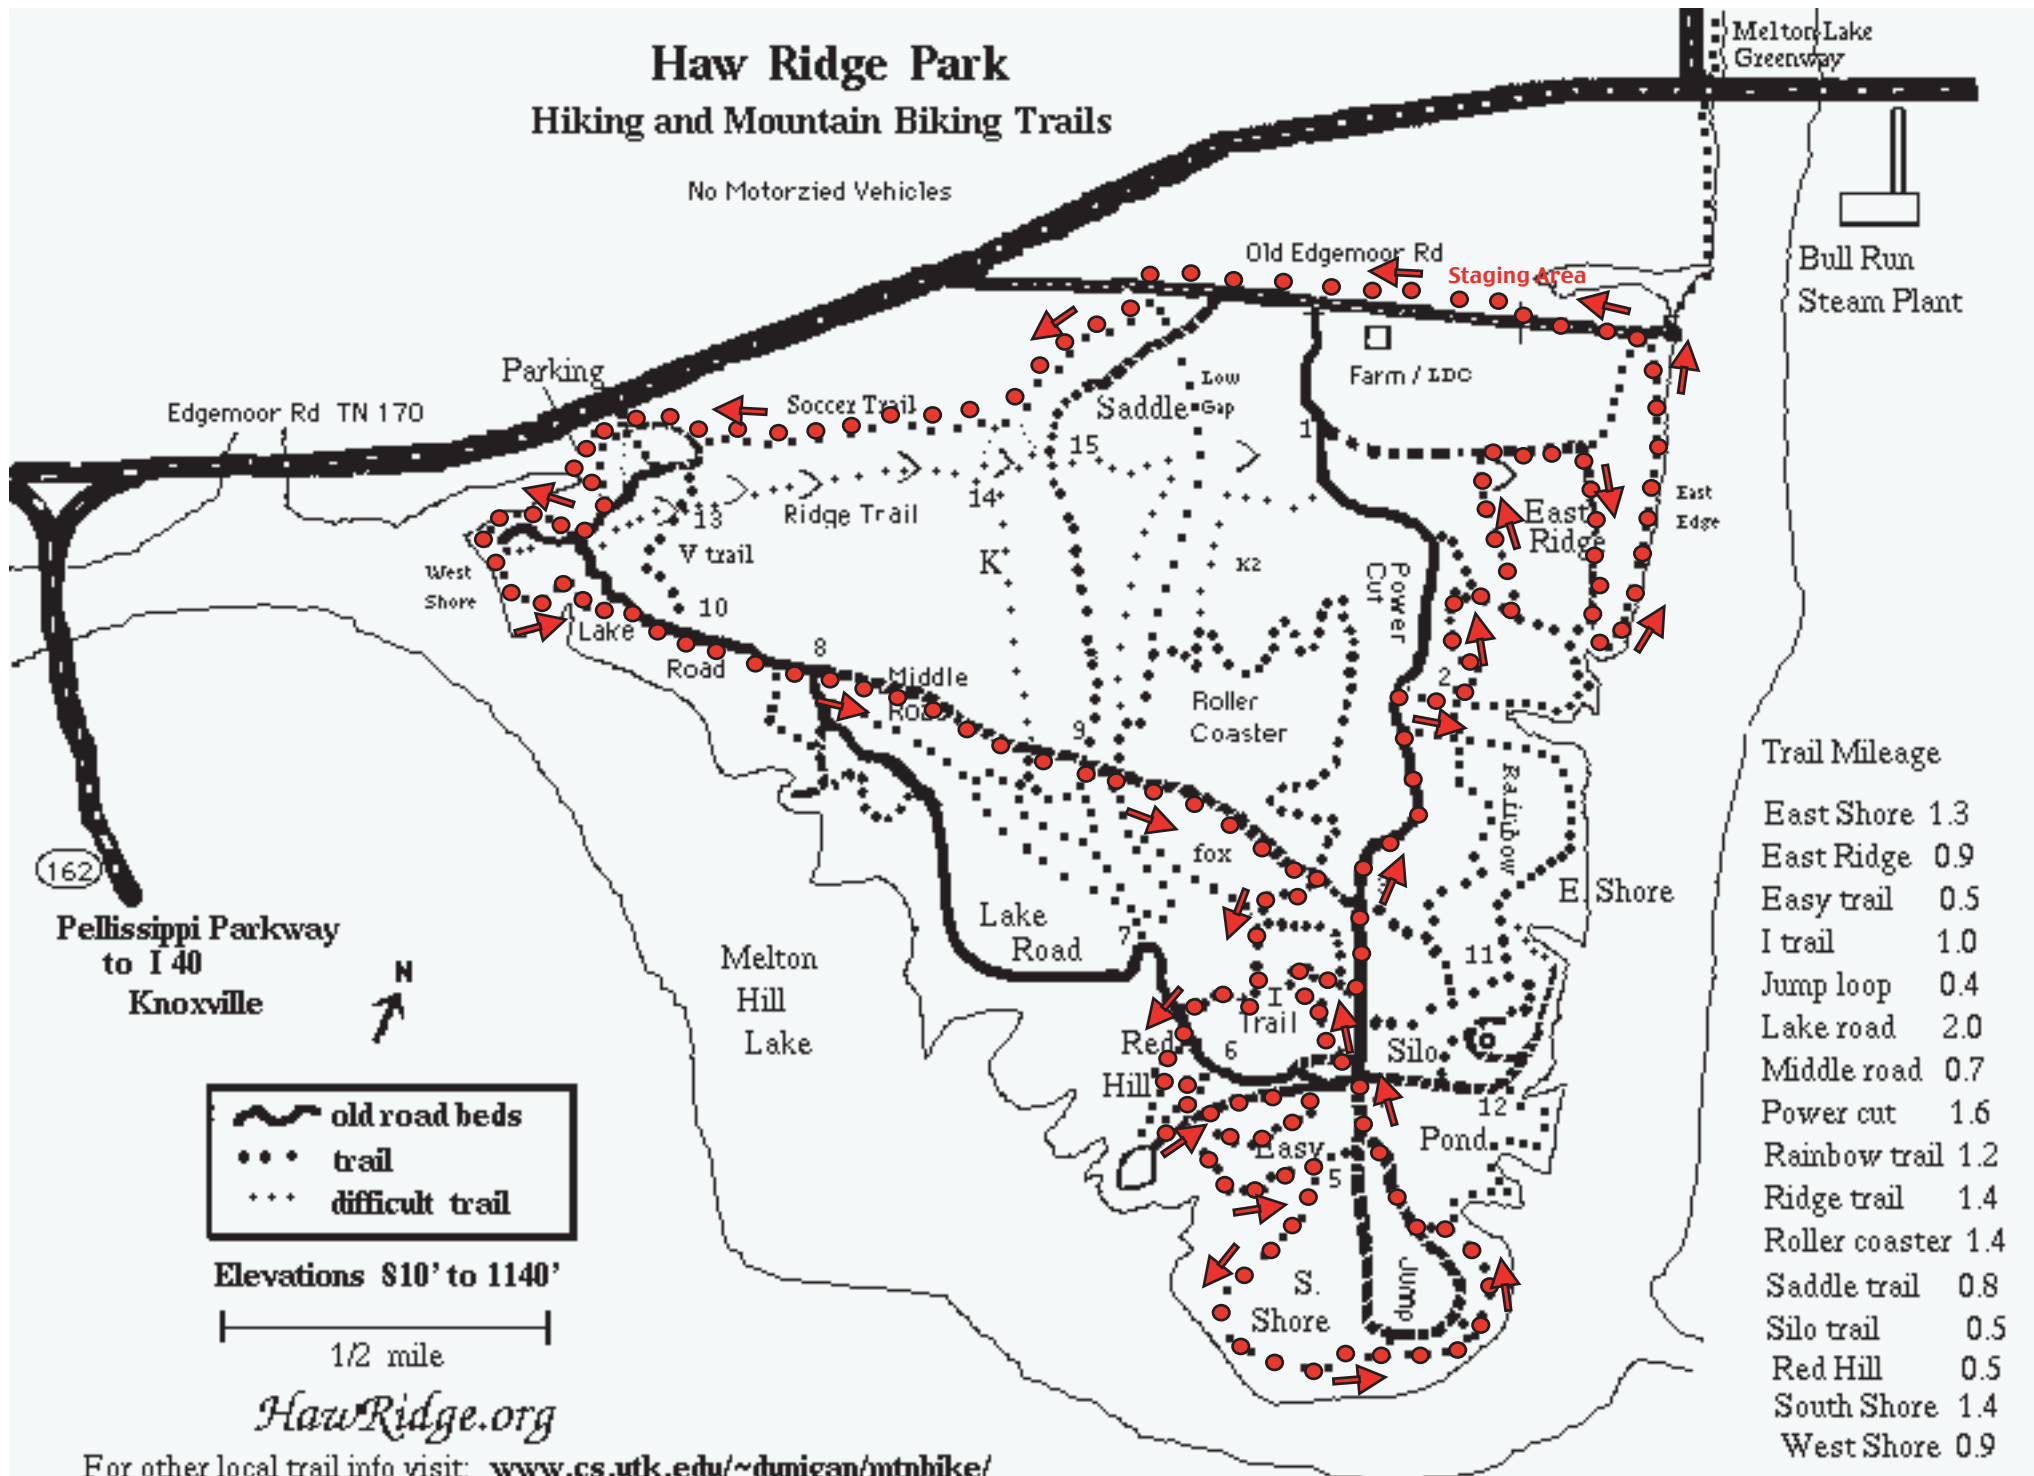 Haw Ridge Park
Hiking and Mountain Biking Trails
No Motorzied Vehicles
Melton Lake
Greenway
Bull Run
Steam Plant
Old Edgemoor Rd
Staging Area
Parking
Edgemoor Rd TN 170
Soccer Trail
Saddle
Low
Gap
Farm / LDC
15
1
14
13
Ridge Trail
East
Ridge
East
Edge
V trail
K
K2
Power
Cut
West
Shore
10
Lake
Road
8
Middle
Road
2
Roller
Coaster
9
Rainbow
162
Pellissippi Parkway
to I 40
Knoxville
N
fox
3
E. Shore
Lake
Road
7
11
Melton
Hill
Lake
I
Trail
Red
Hill
6
Silo
12
Pond
Easy
5
S.
Shore
Jump
old road beds
trail
difficult trail
Elevations 810' to 1140'
1/2 mile
HawRidge.org
For other local trail info visit: www.cs.utk.edu/~dunigan/mtnbike/
Trail Mileage
East Shore 1.3
East Ridge 0.9
Easy trail 0.5
I trail 1.0
Jump loop 0.4
Lake road 2.0
Middle road 0.7
Power cut 1.6
Rainbow trail 1.2
Ridge trail 1.4
Roller coaster 1.4
Saddle trail 0.8
Silo trail 0.5
Red Hill 0.5
South Shore 1.4
West Shore 0.9